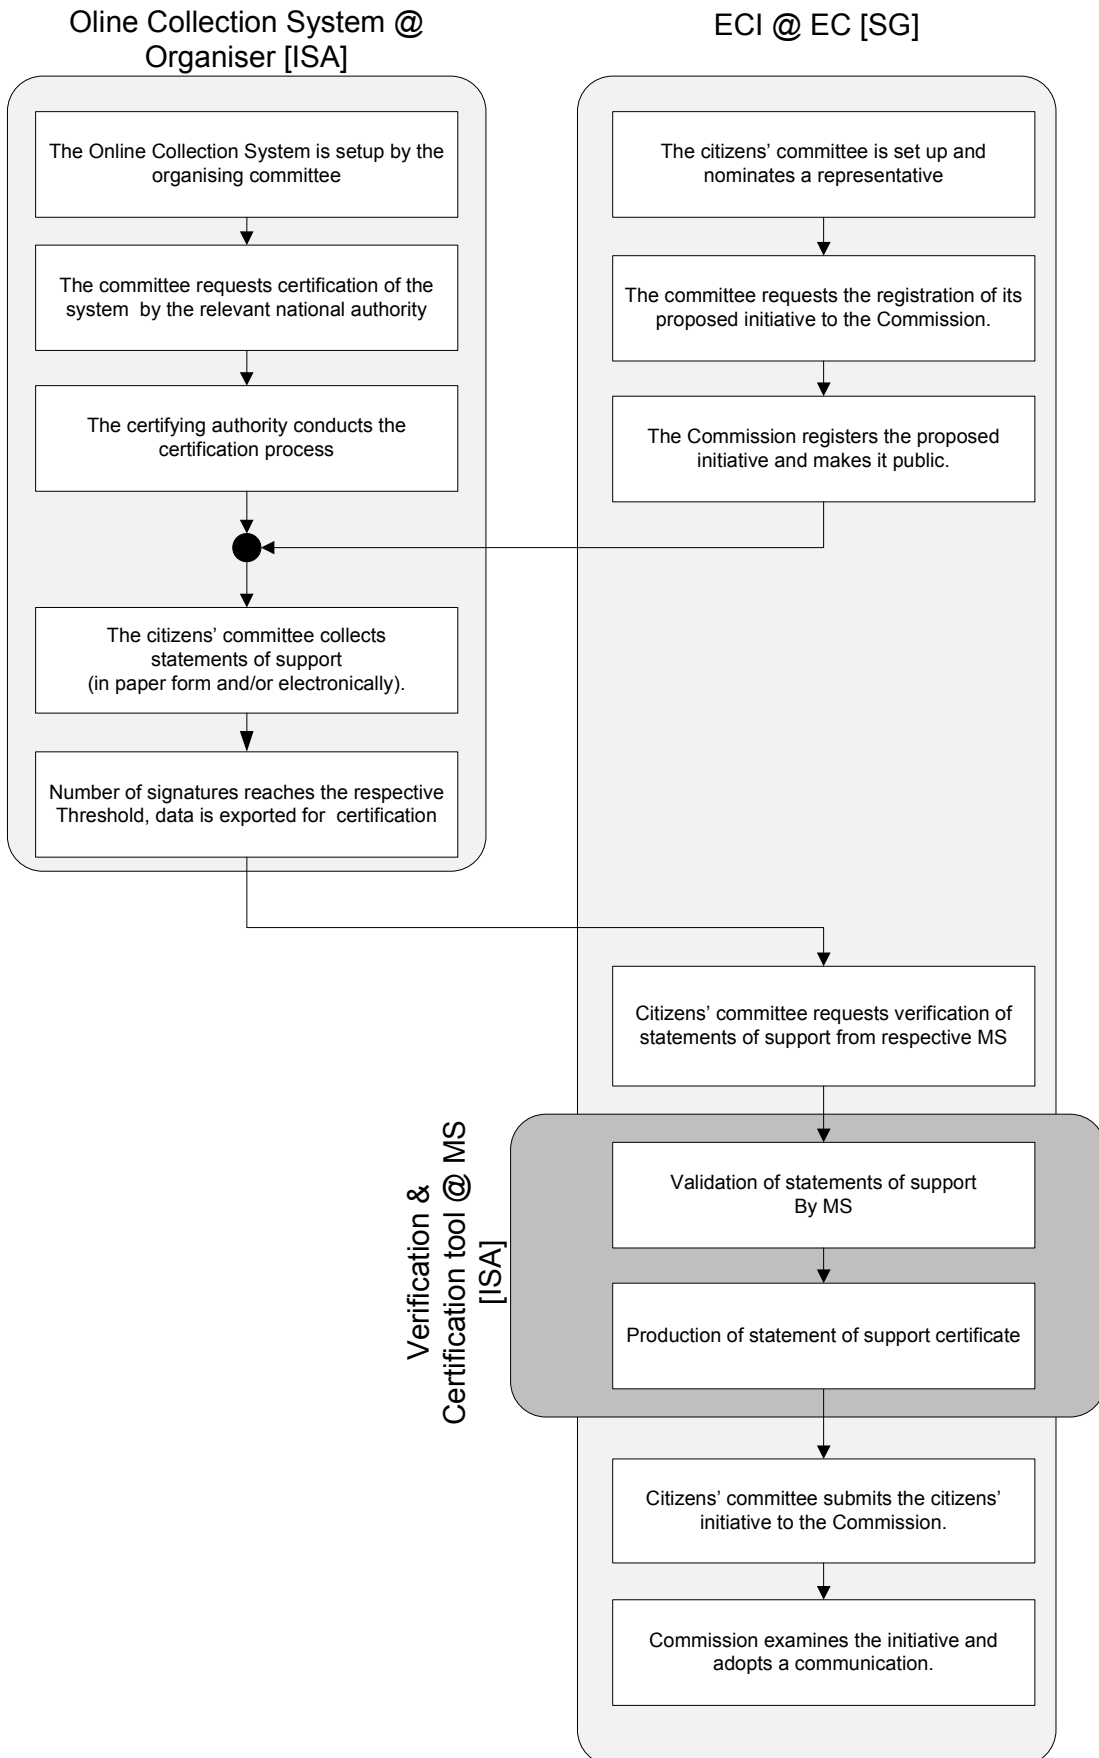 Oline Collection System @
Organiser [ISA]
The Online Collection System is setup by the
organising committee
The committee requests certification of the
system by the relevant national authority
The certifying authority conducts the
certification process
The citizens’ committee collects
statements of support
(in paper form and/or electronically).
Number of signatures reaches the respective
Threshold, data is exported for certification
ECI @ EC [SG]
The citizens’ committee is set up and
nominates a representative
The committee requests the registration of its
proposed initiative to the Commission.
The Commission registers the proposed
initiative and makes it public.
Citizens’ committee requests verification of
statements of support from respective MS
Verification &
Certification tool @ MS
[ISA]
Validation of statements of support
By MS
Production of statement of support certificate
Citizens’ committee submits the citizens’
initiative to the Commission.
Commission examines the initiative and
adopts a communication.